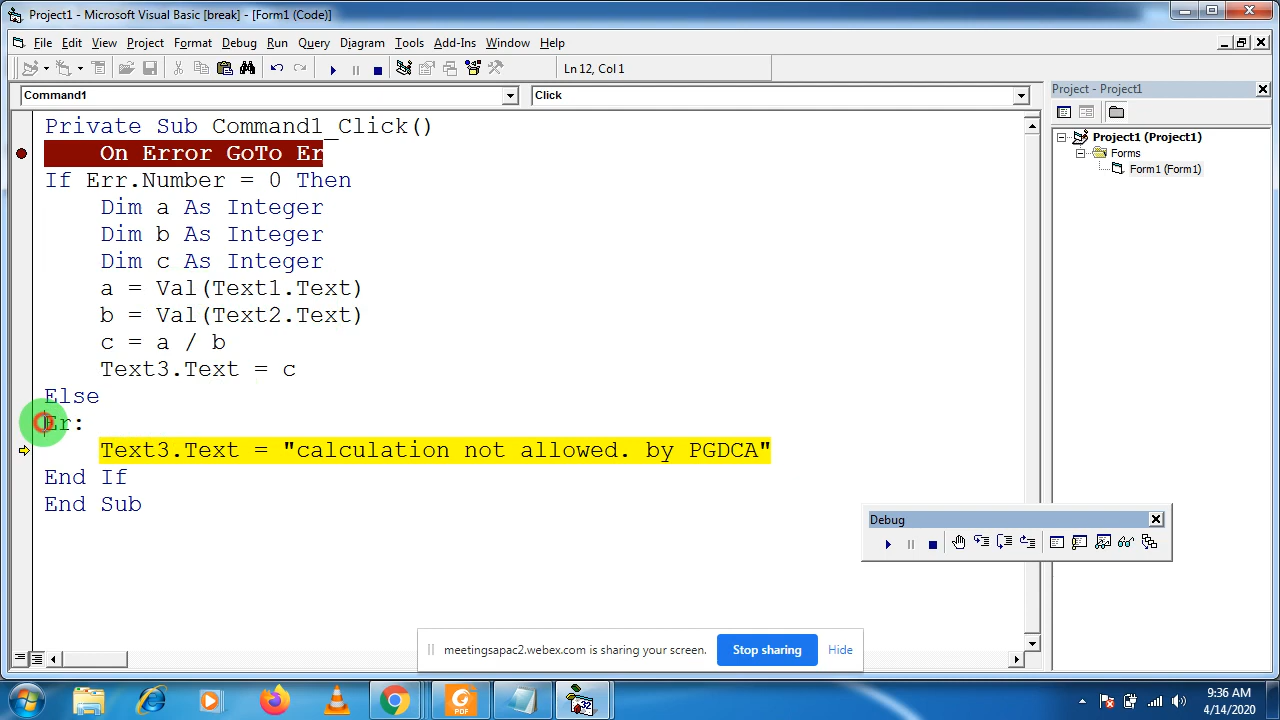 Project1 - Microsoft Visual Basic [break] - [Form1 (Code)]
File Edit View Project Format Debug Run Query Diagram Tools Add-Ins Window Help
Ln 12, Col 1
Command1 Click
Private Sub Command1_Click()
On Error GoTo Er
If Err.Number = 0 Then
Dim a As Integer
Dim b As Integer
Dim c As Integer
a = Val(Text1.Text)
b = Val(Text2.Text)
c = a / b
Text3.Text = c
Else
Er:
Text3.Text = "calculation not allowed. by PGDCA"
End If
End Sub
Project - Project1
Project1 (Project1)
Forms
Form1 (Form1)
Debug
meetingsapac2.webex.com is sharing your screen. Stop sharing Hide
PDF
32
9:36 AM
4/14/2020